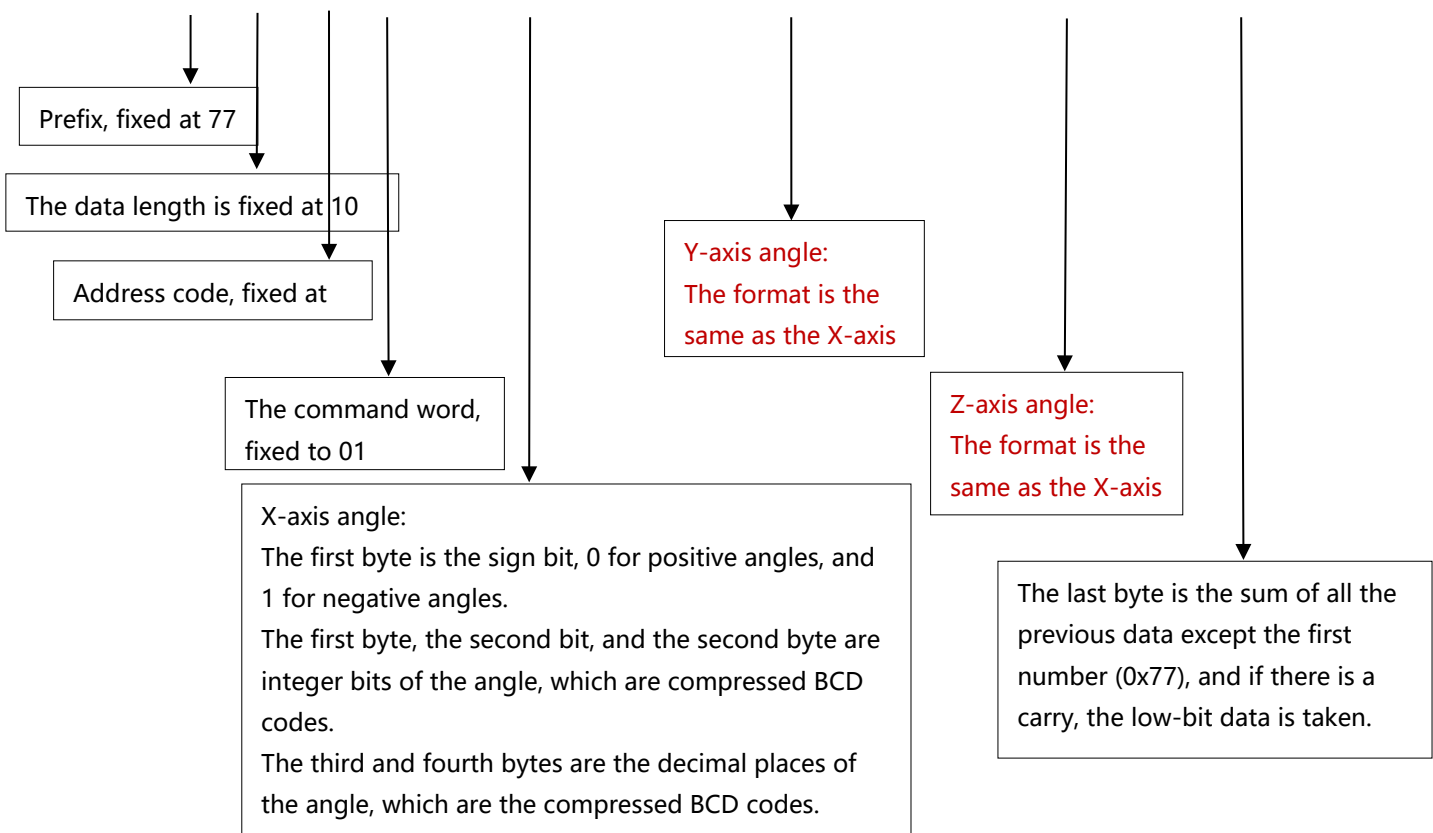 Prefix, fixed at 77
The data length is fixed at 10
Address code, fixed at
The command word,
fixed to 01
X-axis angle:
The first byte is the sign bit, 0 for positive angles, and
1 for negative angles.
The first byte, the second bit, and the second byte are
integer bits of the angle, which are compressed BCD
codes.
The third and fourth bytes are the decimal places of
the angle, which are the compressed BCD codes.
Y-axis angle:
The format is the
same as the X-axis
Z-axis angle:
The format is the
same as the X-axis
The last byte is the sum of all the
previous data except the first
number (0x77), and if there is a
carry, the low-bit data is taken.